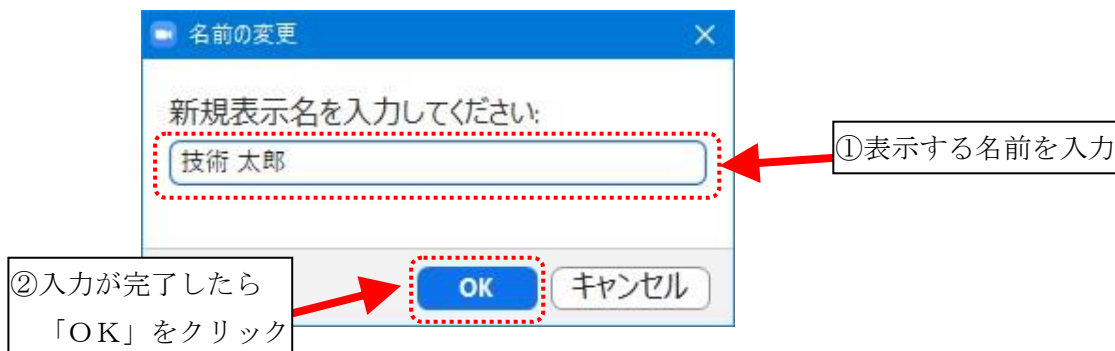 名前の変更
新規表示名を入力してください:
技術 太郎
①表示する名前を入力
OK
キャンセル
②入力が完了したら
「ＯＫ」をクリック